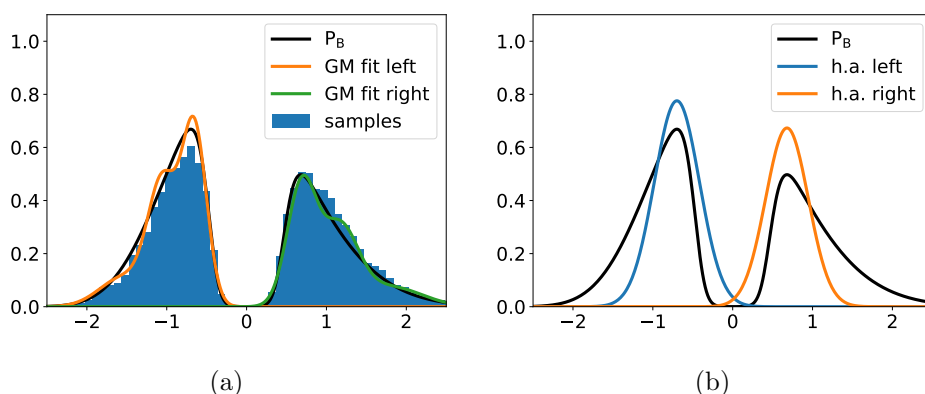 P_B
GM fit left
GM fit right
samples
1.0
0.8
0.6
0.4
0.2
0.0
−2
−1
0
1
2
(a)
P_B
h.a. left
h.a. right
1.0
0.8
0.6
0.4
0.2
0.0
−2
−1
0
1
2
(b)